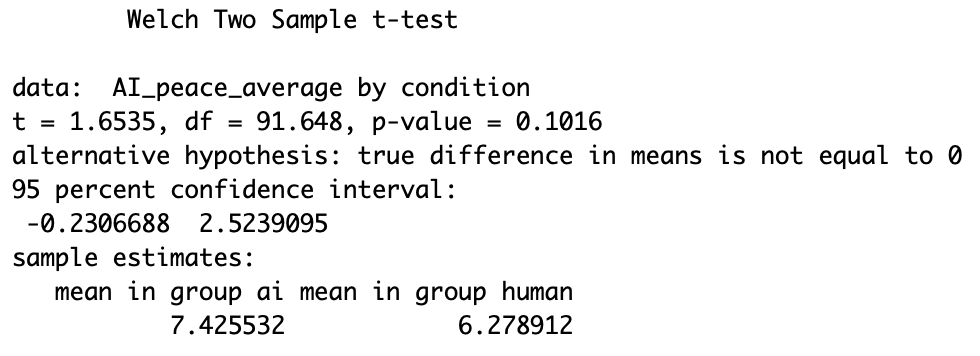 Welch Two Sample t-test
data:  AI_peace_average by condition
t = 1.6535, df = 91.648, p-value = 0.1016
alternative hypothesis: true difference in means is not equal to 0
95 percent confidence interval:
-0.2306688  2.5239095
sample estimates:
mean in group ai mean in group human
7.425532            6.278912